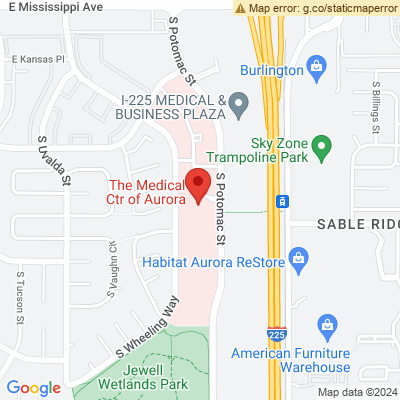 E Mississippi Ave
Map error: g.co/staticmaperror
S Potomac St
E Kansas Pl
Burlington
S Billings St
I-225 MEDICAL &
BUSINESS PLAZA
S Uvalda St
Sky Zone
Trampoline Park
The Medical
Ctr of Aurora
S Potomac St
SABLE RIDG
S Vaughn Ck
Habitat Aurora ReStore
S Tucson St
S Wheeling Way
225
American Furniture
Warehouse
Jewell
Wetlands Park
Google
Map data ©2024